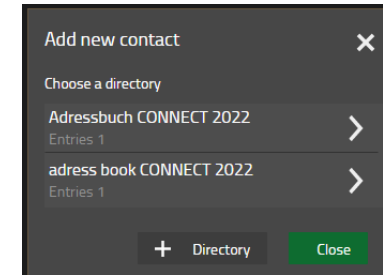 Add new contact
Choose a directory
Adressbuch CONNECT 2022
Entries 1
adress book CONNECT 2022
Entries 1
+ Directory
Close